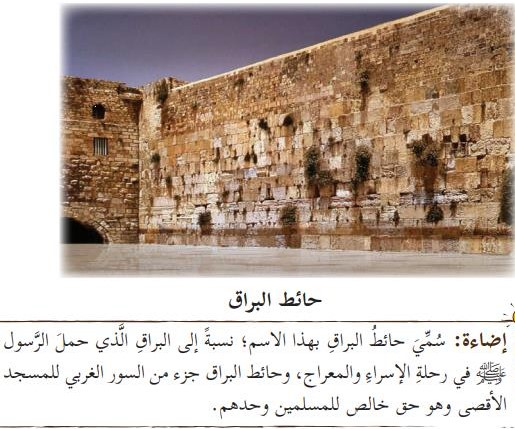 حائط البراق
إضاءة: سُمِّيَ حائطُ البراقِ بهذا الاسم؛ نسبةً إلى البراقِ الَّذي حملَ الرَّسول
ﷺ في رحلةِ الإسراءِ والمعراج، وحائط البراق جزء من السور الغربي للمسجد
الأقصى وهو حق خالص للمسلمين وحدهم.